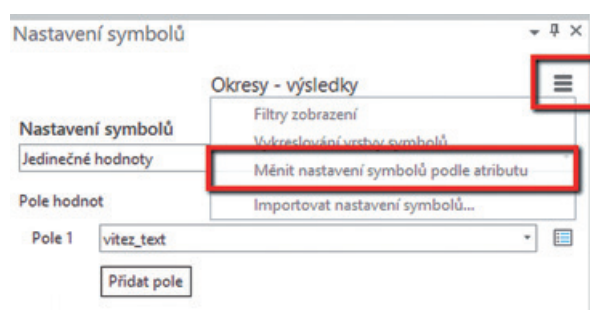 Nastavení symbolů
Okresy - výsledky
Filtry zobrazení
Nastavení symbolů
Vykreslování vrstvy symbolů
Jedinečné hodnoty
Měnit nastavení symbolů podle atributu
Pole hodnot
Importovat nastavení symbolů...
Pole 1 vitez_text
Přidat pole